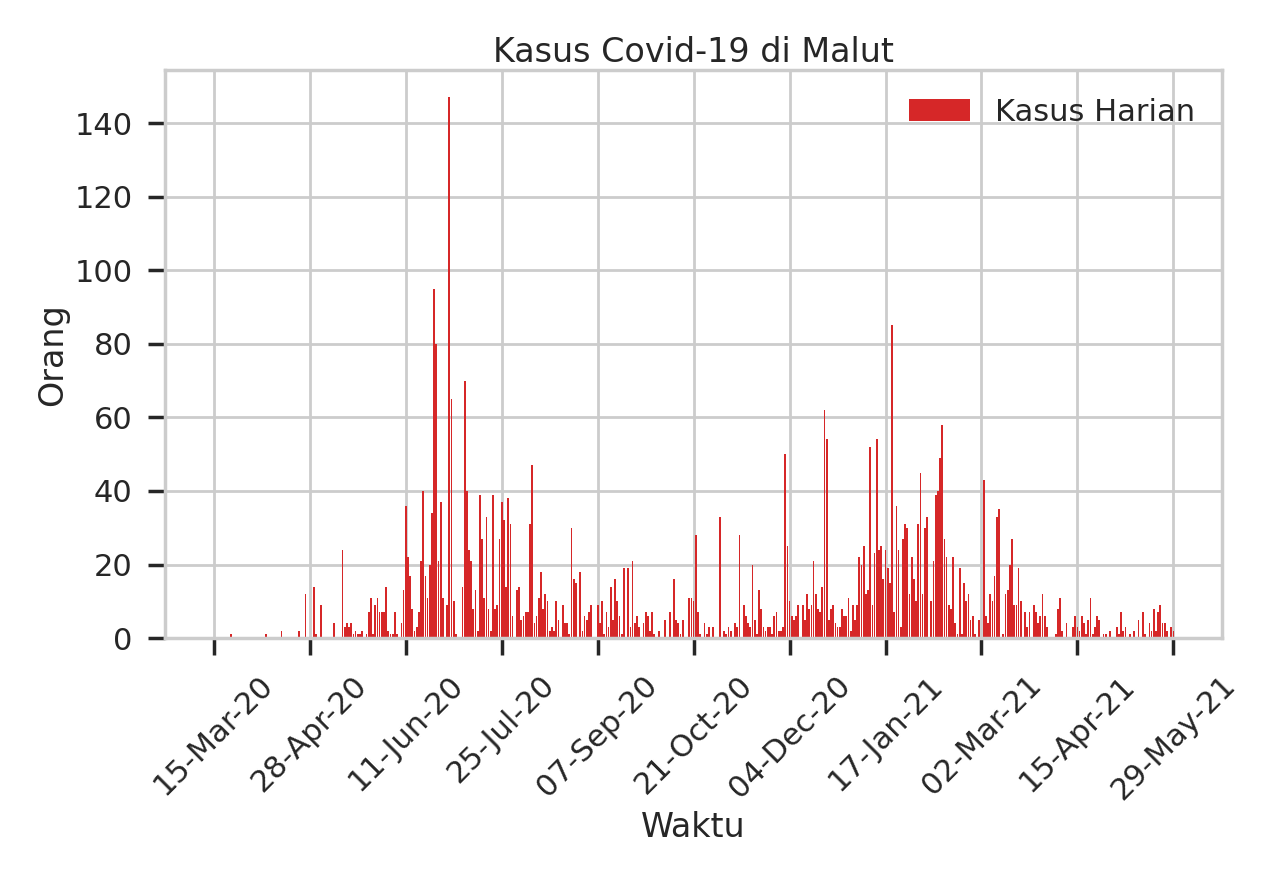 Kasus Covid-19 di Malut
Kasus Harian
140
120
100
80
60
40
20
0
Orang
15-Mar-20
28-Apr-20
11-Jun-20
25-Jul-20
07-Sep-20
21-Oct-20
04-Dec-20
17-Jan-21
02-Mar-21
15-Apr-21
29-May-21
Waktu